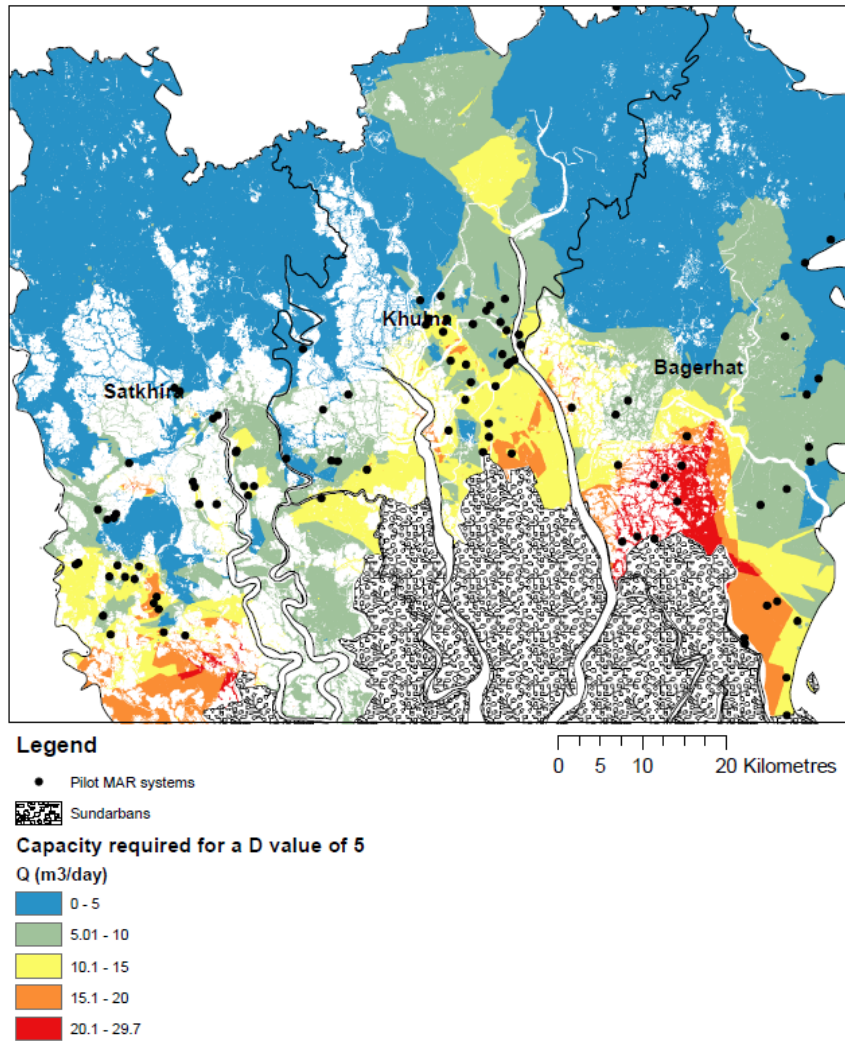 Khulna
Bagerhat
Satkhira
Legend
Pilot MAR systems
Sundarbans
0 5 10 20 Kilometres
Capacity required for a D value of 5
Q (m3/day)
0 - 5
5.01 - 10
10.1 - 15
15.1 - 20
20.1 - 29.7